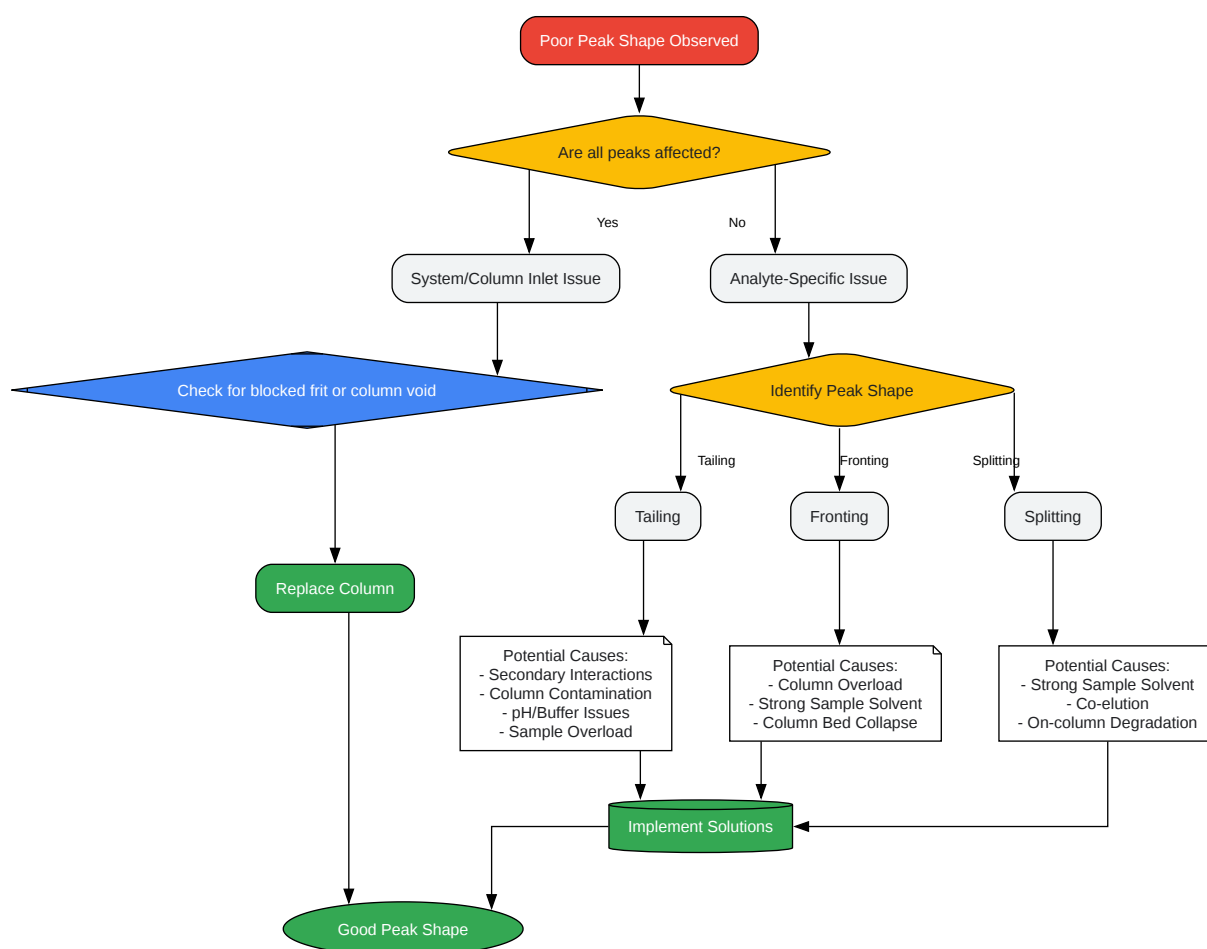 Poor Peak Shape Observed
Are all peaks affected?
Yes
No
System/Column Inlet Issue
Analyte-Specific Issue
Check for blocked frit or column void
Identify Peak Shape
Tailing
Fronting
Splitting
Tailing
Fronting
Splitting
Replace Column
Potential Causes:
- Secondary Interactions
- Column Contamination
- pH/Buffer Issues
- Sample Overload
Potential Causes:
- Column Overload
- Strong Sample Solvent
- Column Bed Collapse
Potential Causes:
- Strong Sample Solvent
- Co-elution
- On-column Degradation
Implement Solutions
Good Peak Shape